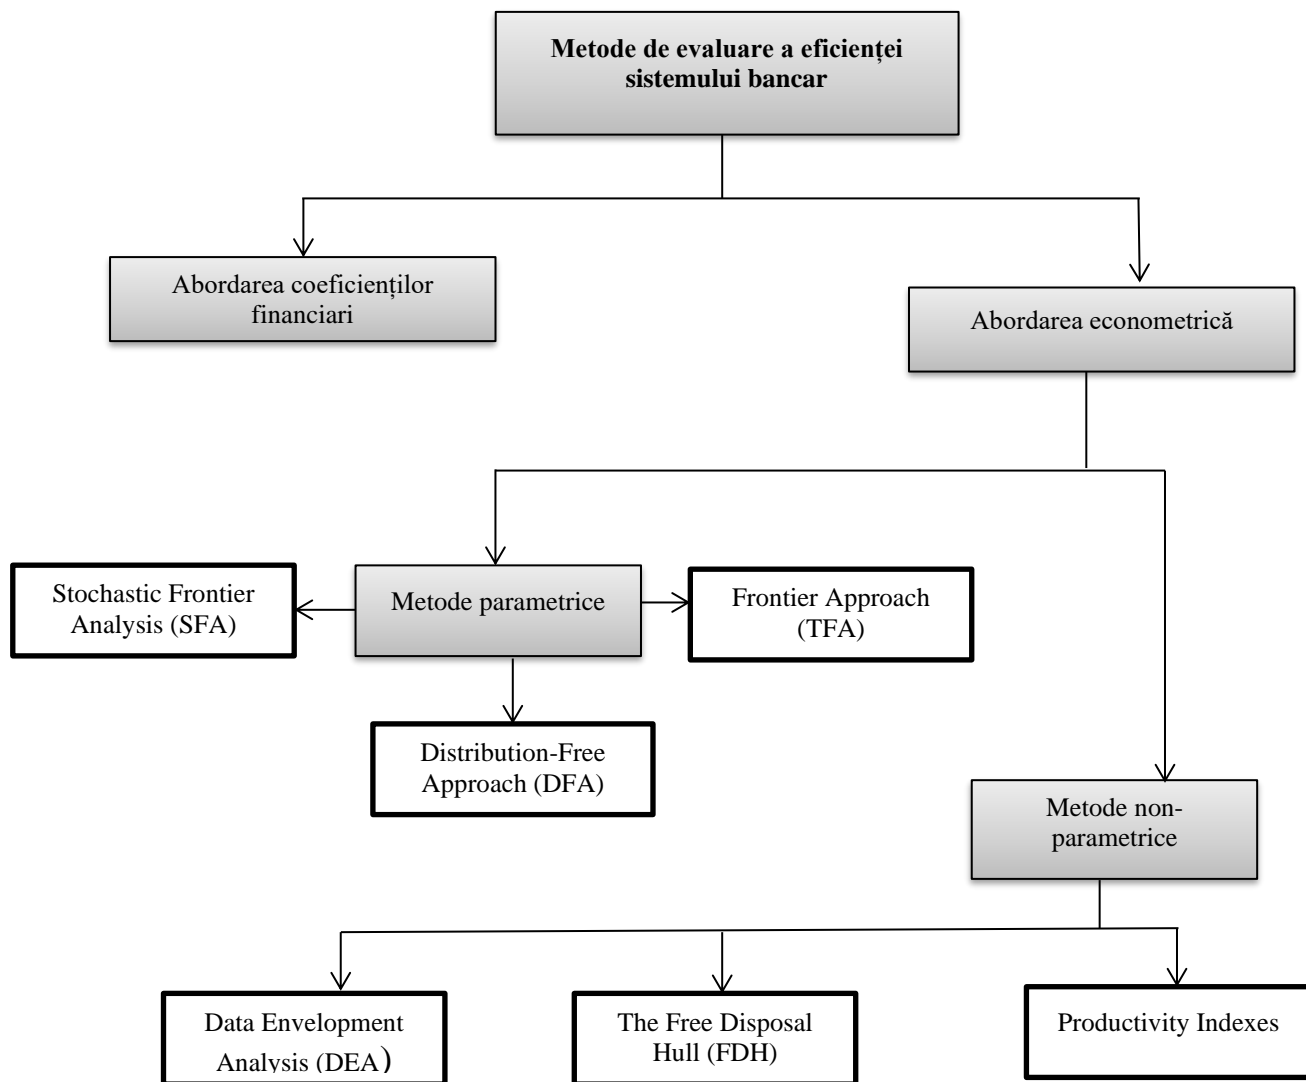 Metode de evaluare a eficienței
sistemului bancar
Abordarea coeficienților
financiari
Abordarea econometrică
Stochastic Frontier
Analysis (SFA)
Metode parametrice
Frontier Approach
(TFA)
Distribution-Free
Approach (DFA)
Metode non-
parametrice
Data Envelopment
Analysis (DEA)
The Free Disposal
Hull (FDH)
Productivity Indexes